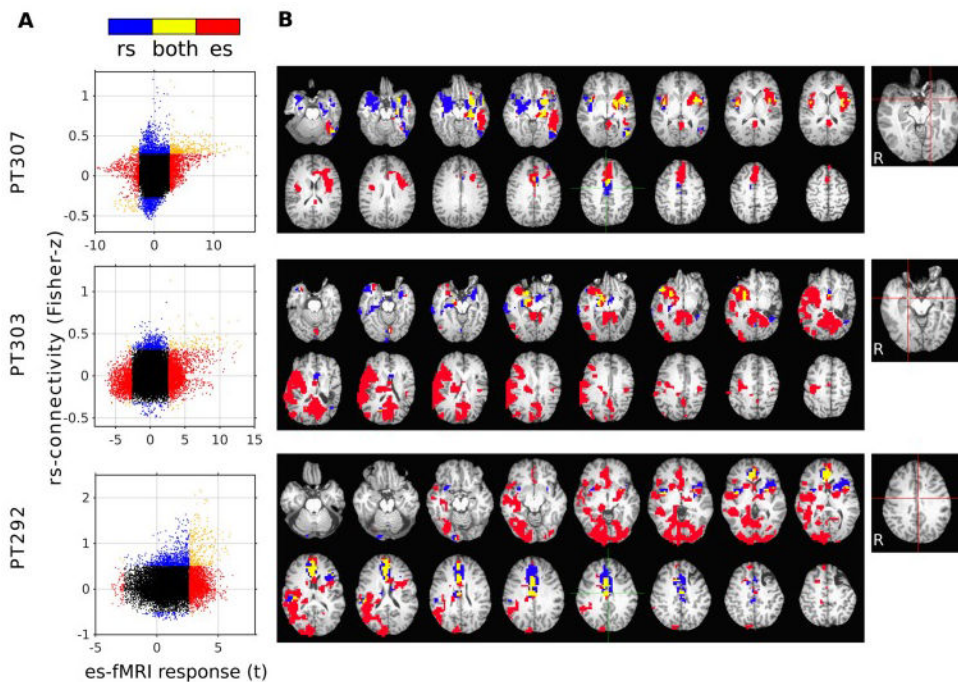 A
B
rs both es
PT307
1
0.5
0
-0.5
-10 0 10
R
PT303
1
0.5
0
-0.5
-5 0 5 10 15
R
PT292
2
1
0
-1
-5 0 5
R
rs-connectivity (Fisher-z)
es-fMRI response (t)